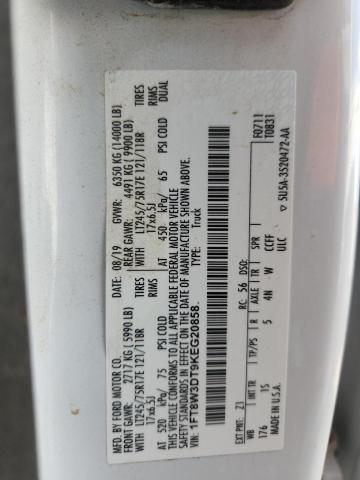 MFD. BY FORD MOTOR CO.
DATE: 08/19 GVWR: 6350 KG (14000 LB)
FRONT GAWR: 2717 KG (5990 LB) REAR GAWR: 4491 KG (9900 LB)
WITH LT245/75R17E 121/118R TIRES WITH LT245/75R17E 121/118R TIRES
17x6.5J RIMS 17x6.5J RIMS
AT 520 kPa/ 75 PSI COLD AT 450 kPa/ 65 PSI COLD DUAL
THIS VEHICLE CONFORMS TO ALL APPLICABLE FEDERAL MOTOR VEHICLE
SAFETY STANDARDS IN EFFECT ON THE DATE OF MANUFACTURE SHOWN ABOVE.
VIN: 1FT8W3DT9KEG20858.
TYPE: Truck
F0711
T0831
EXT PNT: Z1 RC: 56 DSO:
WB TP/PS R AXLE TR SPR
176 15 5 4N W CCFF
ULC
5U5A-3520472-AA